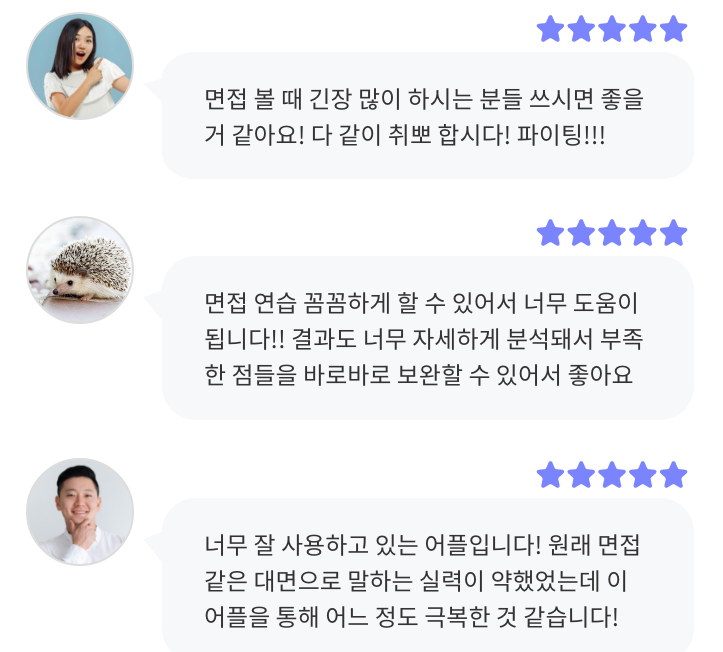 면접 볼 때 긴장 많이 하시는 분들 쓰시면 좋을
거 같아요! 다 같이 취뽀 합시다! 파이팅!!!
면접 연습 꼼꼼하게 할 수 있어서 너무 도움이
됩니다!! 결과도 너무 자세하게 분석돼서 부족
한 점들을 바로바로 보완할 수 있어서 좋아요
너무 잘 사용하고 있는 어플입니다! 원래 면접
같은 대면으로 말하는 실력이 약했었는데 이
어플을 통해 어느 정도 극복한 것 같습니다!